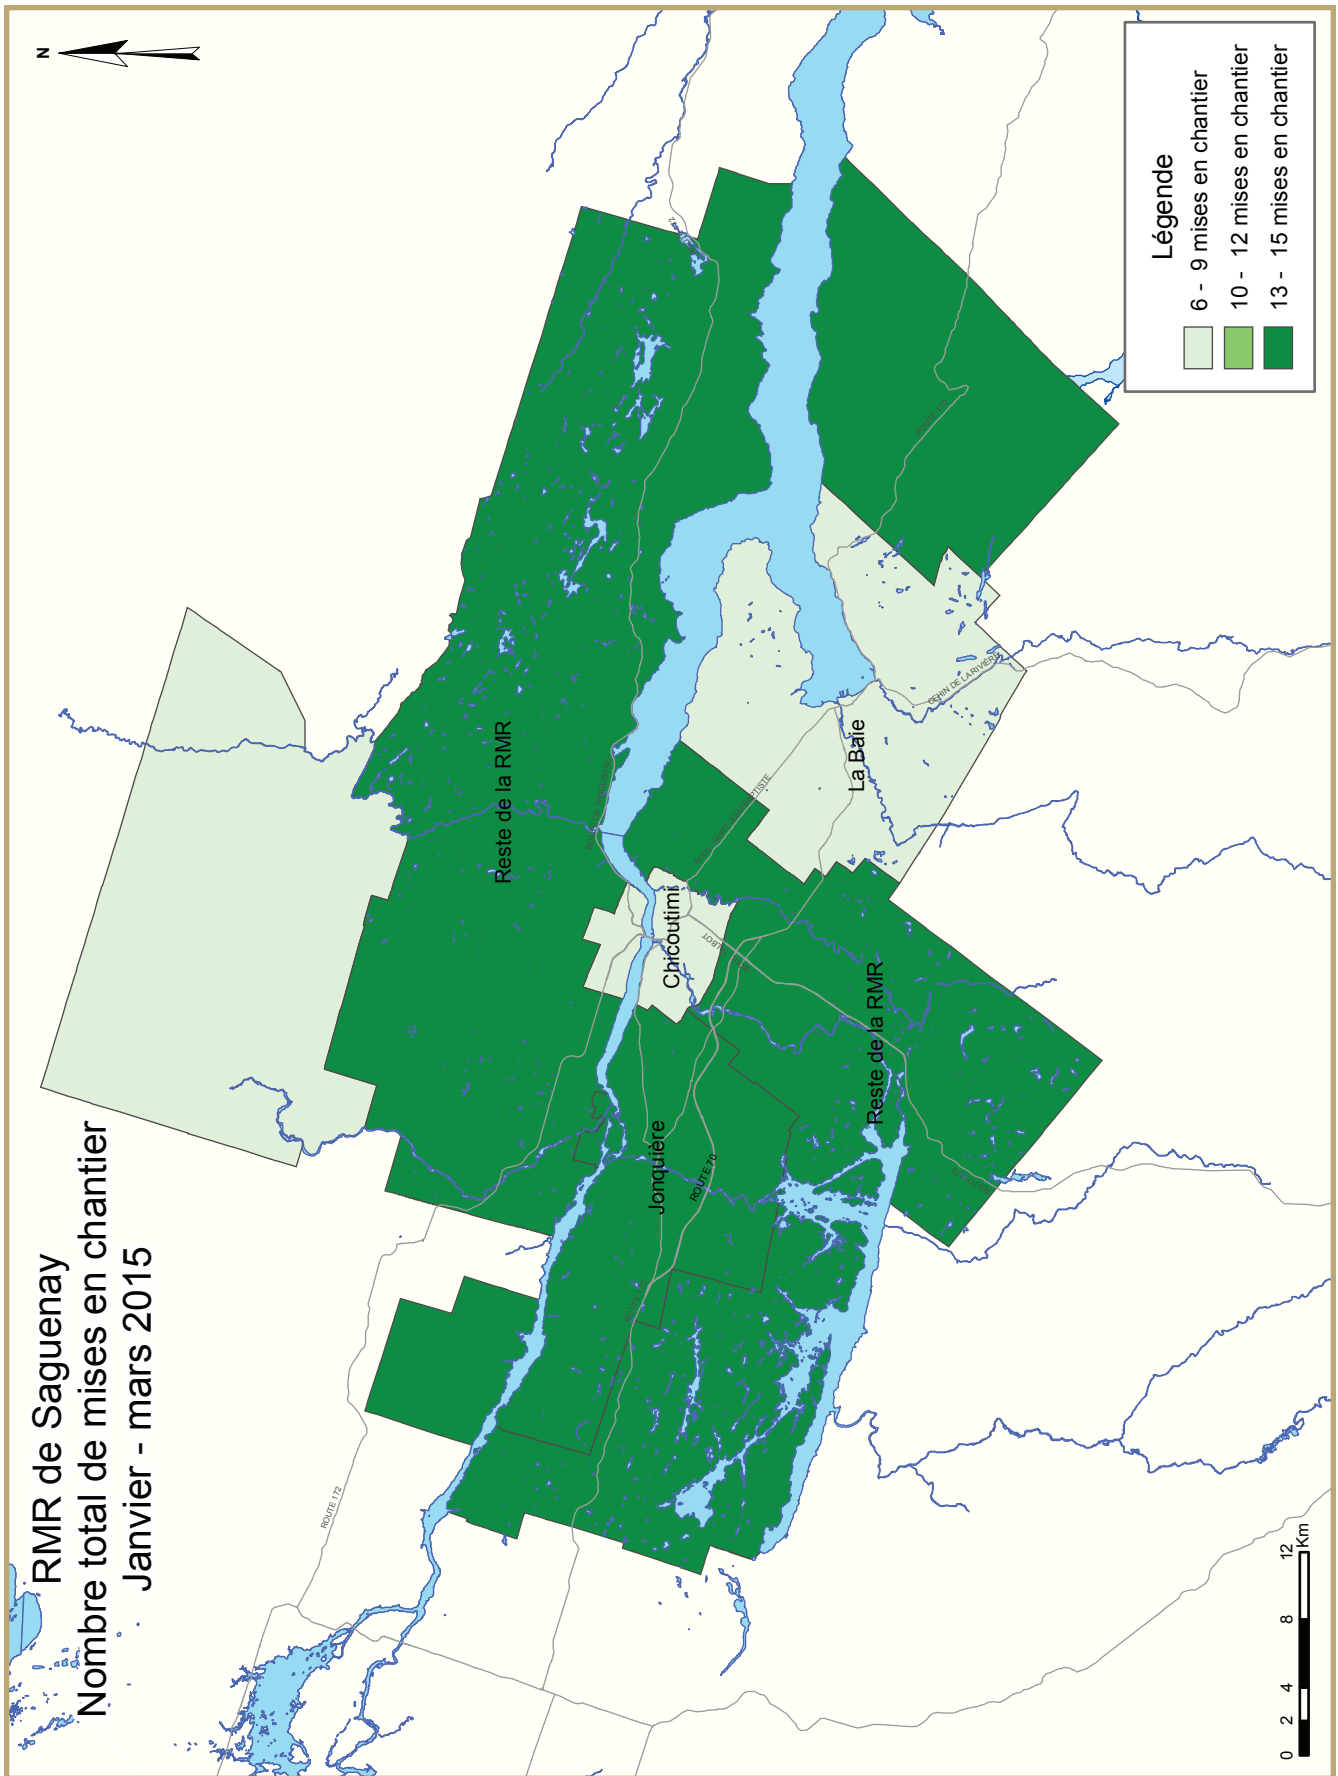 RMR de Saguenay
Nombre total de mises en chantier
Janvier - mars 2015
N
ROUTE 172
Reste de la RMR
Chicoutimi
Jonquière
ROUTE 70
La Baie
Reste de la RMR
Légende
6 - 9 mises en chantier
10 - 12 mises en chantier
13 - 15 mises en chantier
0 2 4 8 12
Km